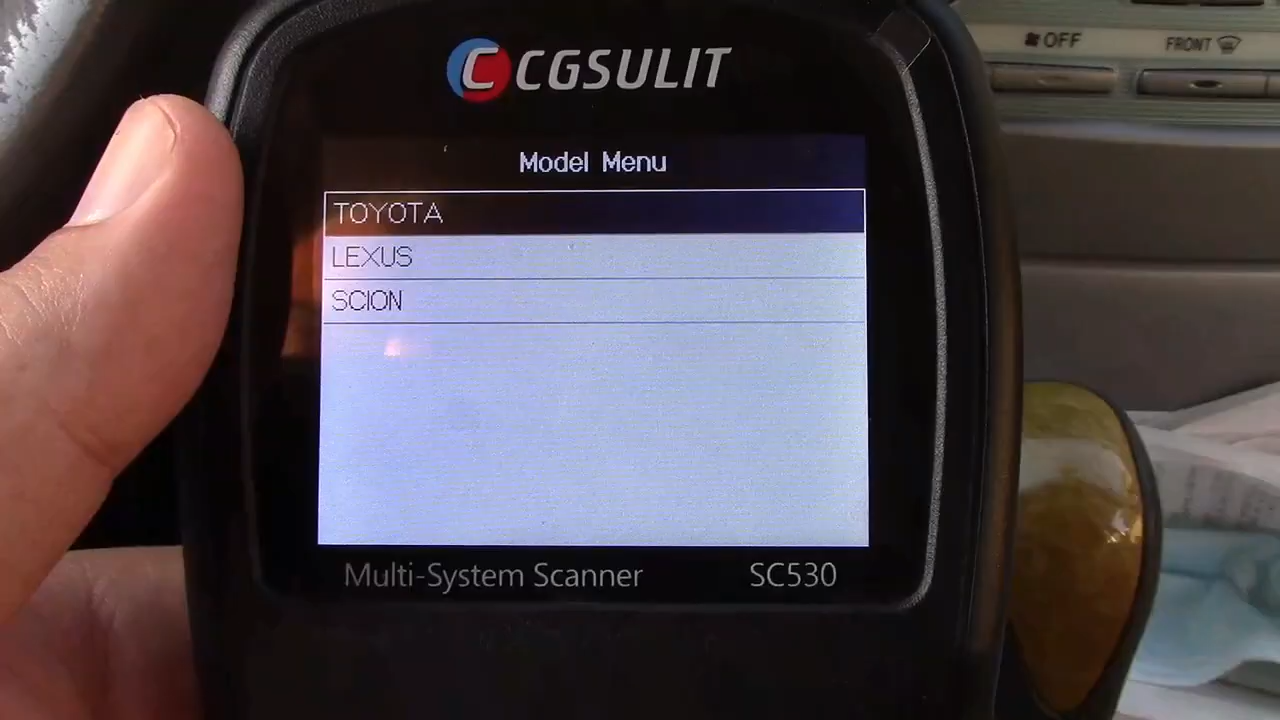 OFF
FRONT
C CGSULIT
Model Menu
TOYOTA
LEXUS
SCION
Multi-System Scanner SC530